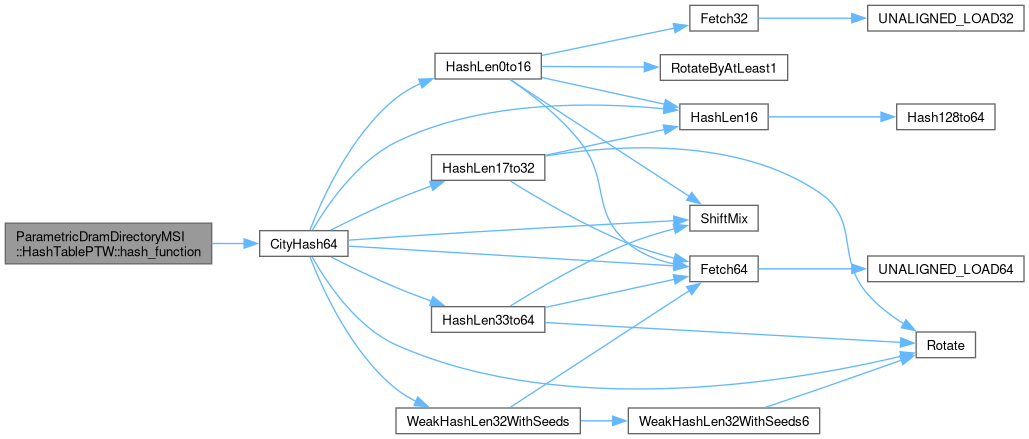 ParametricDramDirectoryMSI
::HashTablePTW::hash_function
CityHash64
HashLen0to16
HashLen17to32
HashLen33to64
WeakHashLen32WithSeeds
Fetch32
RotateByAtLeast1
HashLen16
ShiftMix
Fetch64
WeakHashLen32WithSeeds6
UNALIGNED_LOAD32
Hash128to64
UNALIGNED_LOAD64
Rotate